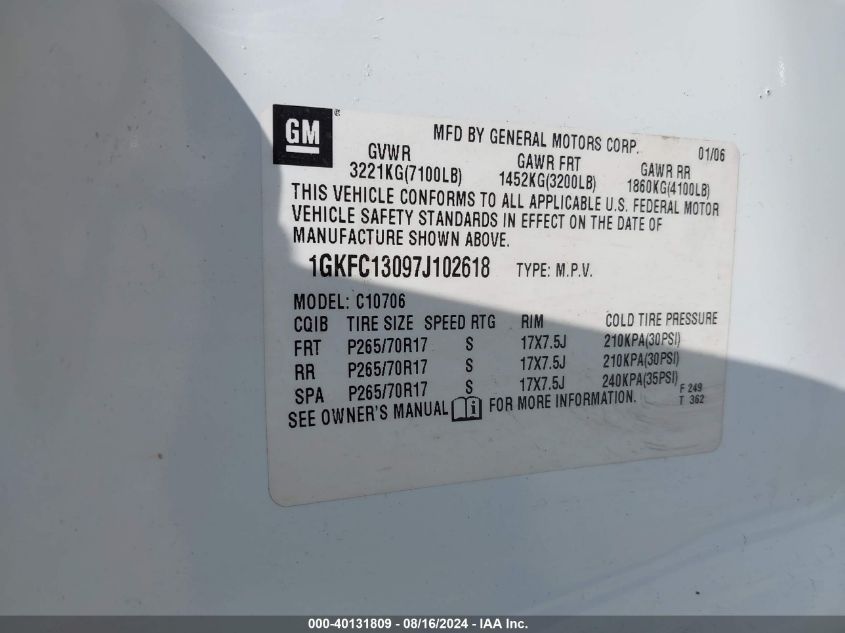 GM ®
MFD BY GENERAL MOTORS CORP. 01/06
GVWR GAWR FRT GAWR RR
3221KG(7100LB) 1452KG(3200LB) 1860KG(4100LB)
THIS VEHICLE CONFORMS TO ALL APPLICABLE U.S. FEDERAL MOTOR
VEHICLE SAFETY STANDARDS IN EFFECT ON THE DATE OF
MANUFACTURE SHOWN ABOVE.
1GKFC13097J102618 TYPE: M.P.V.
MODEL: C10706
CQIB TIRE SIZE SPEED RTG RIM COLD TIRE PRESSURE
FRT P265/70R17 S 17X7.5J 210KPA(30PSI)
RR P265/70R17 S 17X7.5J 210KPA(30PSI)
SPA P265/70R17 S 17X7.5J 240KPA(35PSI)
F 249
SEE OWNER'S MANUAL i FOR MORE INFORMATION. T 362
000-40131809 - 08/16/2024 - IAA Inc.